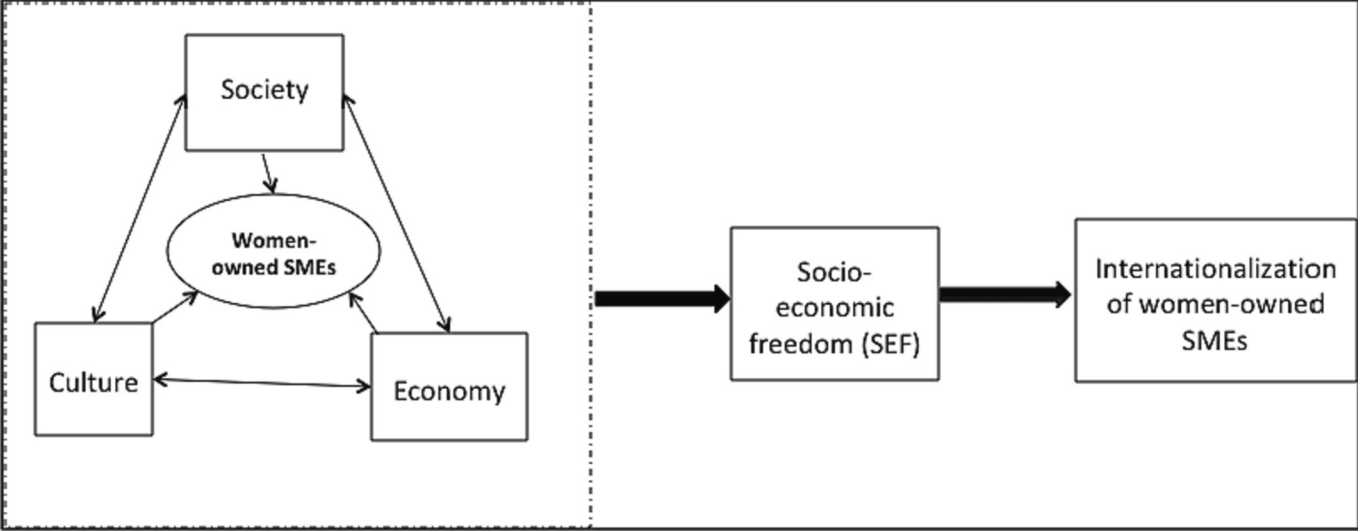 Society
Women-
owned SMEs
Culture
Economy
Socio-
economic
freedom (SEF)
Internationalization
of women-owned
SMEs